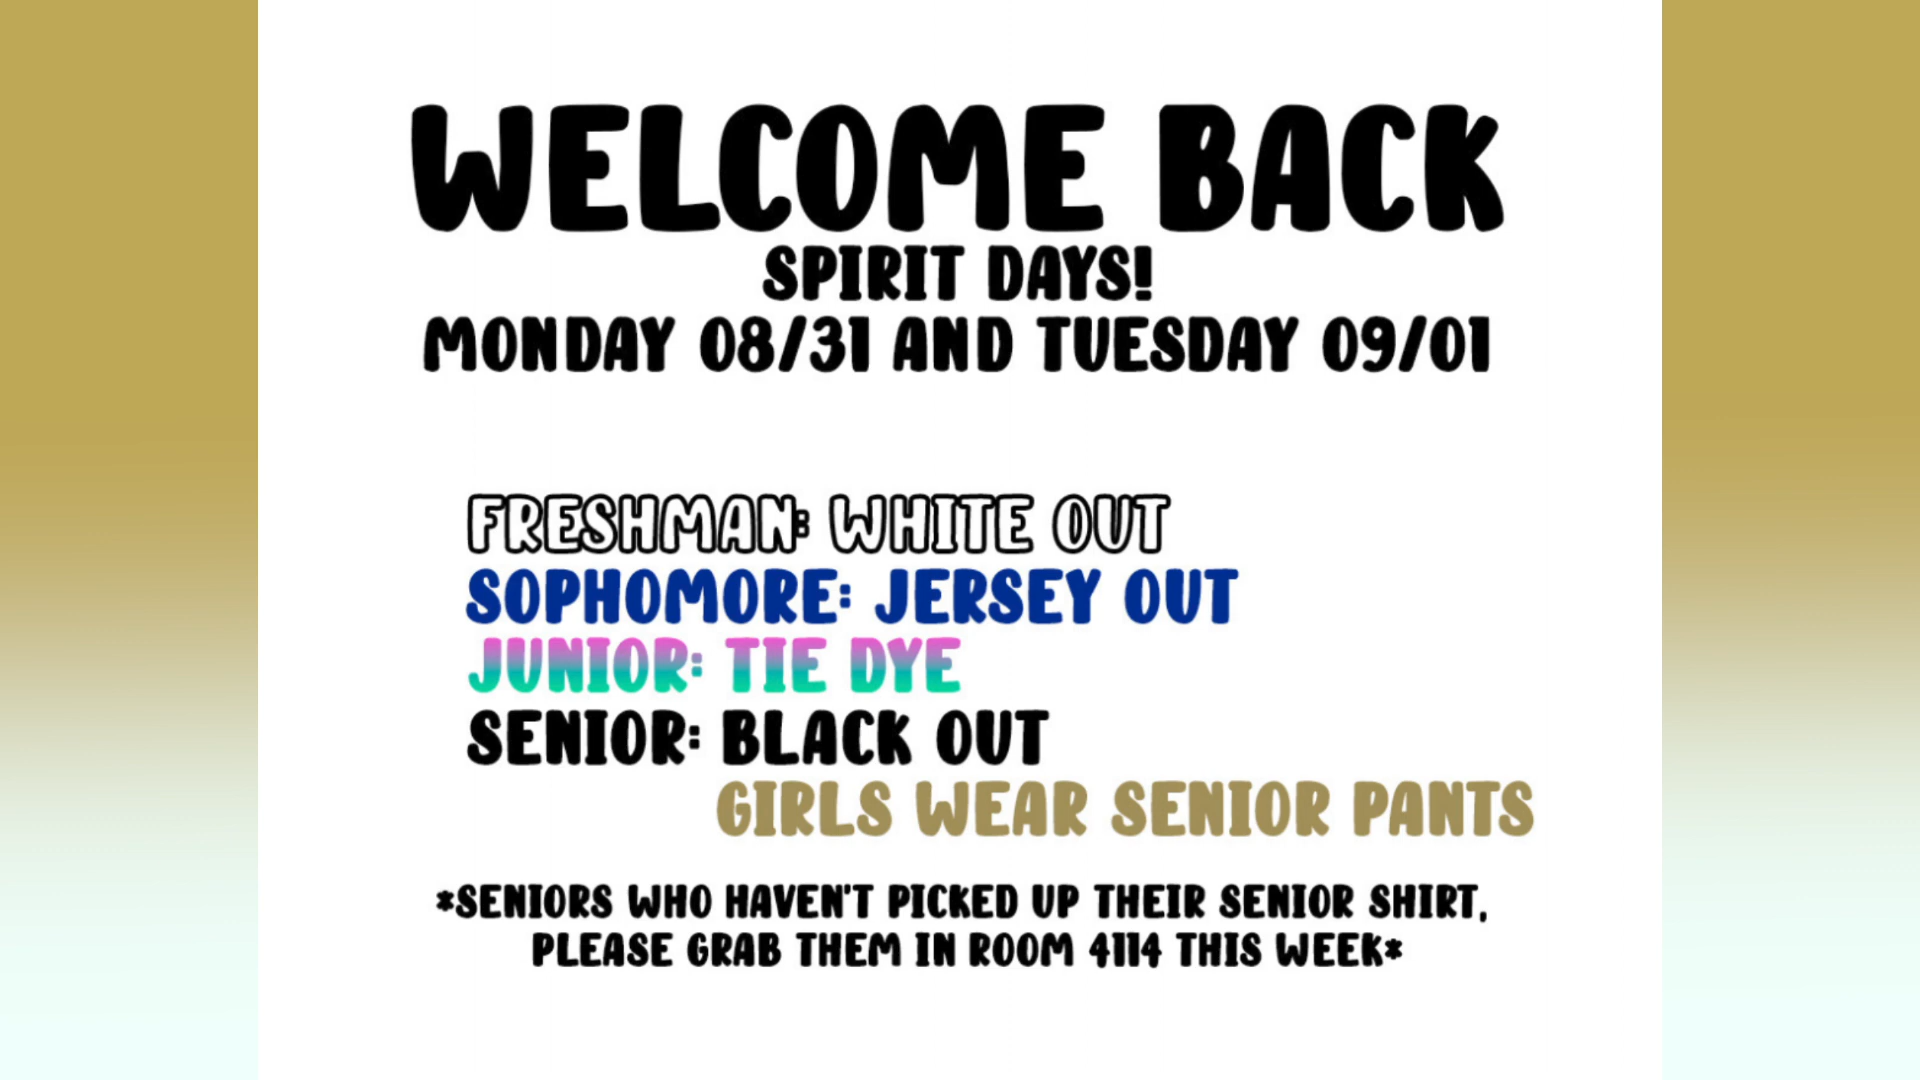 WELCOME BACK
SPIRIT DAYS!
MONDAY 08/31 AND TUESDAY 09/01
FRESHMAN: WHITE OUT
SOPHOMORE: JERSEY OUT
JUNIOR: TIE DYE
SENIOR: BLACK OUT
GIRLS WEAR SENIOR PANTS
*SENIORS WHO HAVEN'T PICKED UP THEIR SENIOR SHIRT,
PLEASE GRAB THEM IN ROOM 4114 THIS WEEK*